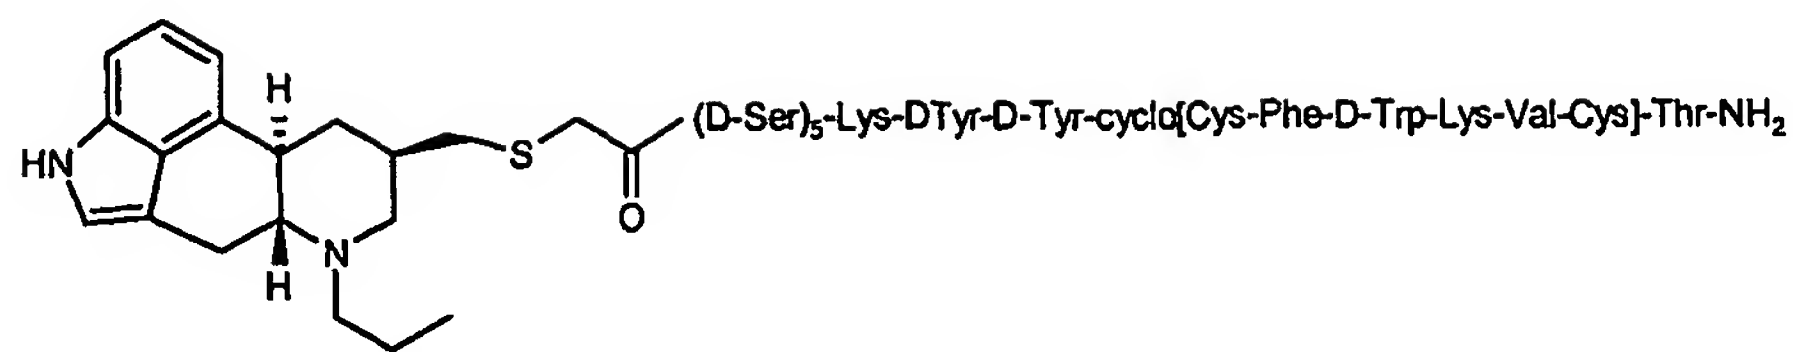 H
(D-Ser)5-Lys-DTyr-D-Tyr-cyclo[Cys-Phe-D-Trp-Lys-Val-Cys]-Thr-NH2
HN
S
O
N
H